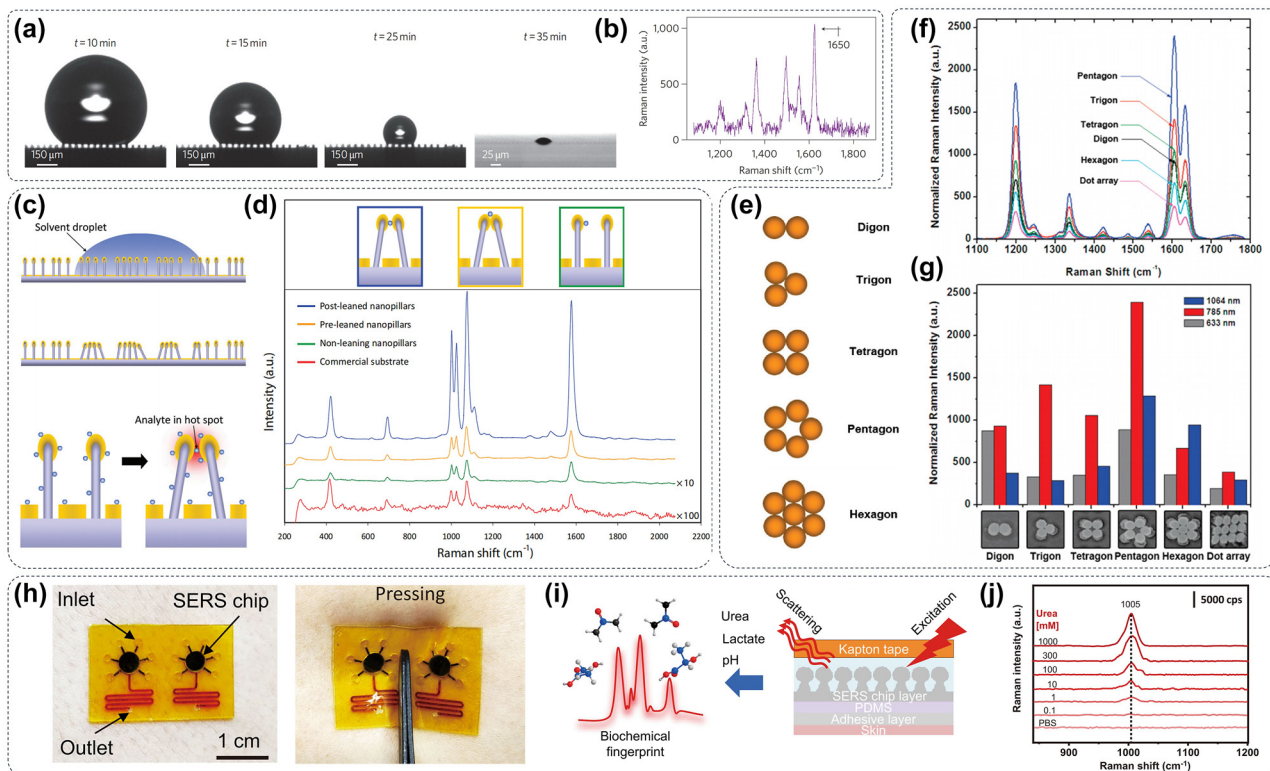 (a)
t = 10 min
t = 15 min
t = 25 min
t = 35 min
150 μm
150 μm
150 μm
25 μm
(b)
Raman intensity (a.u.)
1,000
500
0
1650
1,200
1,400
1,600
1,800
Raman shift (cm⁻¹)
(c)
Solvent droplet
Analyte in hot spot
(d)
Post-leaned nanopillars
Pre-leaned nanopillars
Non-leaning nanopillars
Commercial substrate
×10
×100
Intensity (a.u.)
200
400
600
800
1000
1200
1400
1600
1800
2000
2200
Raman shift (cm⁻¹)
(e)
Digon
Trigon
Tetragon
Pentagon
Hexagon
(f)
Normalized Raman Intensity (a.u.)
2500
2000
1500
1000
500
0
Pentagon
Trigon
Tetragon
Digon
Hexagon
Dot array
1100
1200
1300
1400
1500
1600
1700
1800
Raman Shift (cm⁻¹)
(g)
Normalized Raman Intensity (a.u.)
2500
2000
1500
1000
500
0
1064 nm
785 nm
633 nm
Digon
Trigon
Tetragon
Pentagon
Hexagon
Dot array
(h)
Inlet
SERS chip
Outlet
1 cm
Pressing
(i)
Urea
Lactate
pH
Biochemical
fingerprint
Scattering
Excitation
Kapton tape
SERS chip layer
PDMS
Adhesive layer
Skin
(j)
Raman intensity (a.u.)
Urea
[mM]
1005
5000 cps
1000
300
100
10
1
0.1
PBS
900
1000
1100
1200
Raman shift (cm⁻¹)